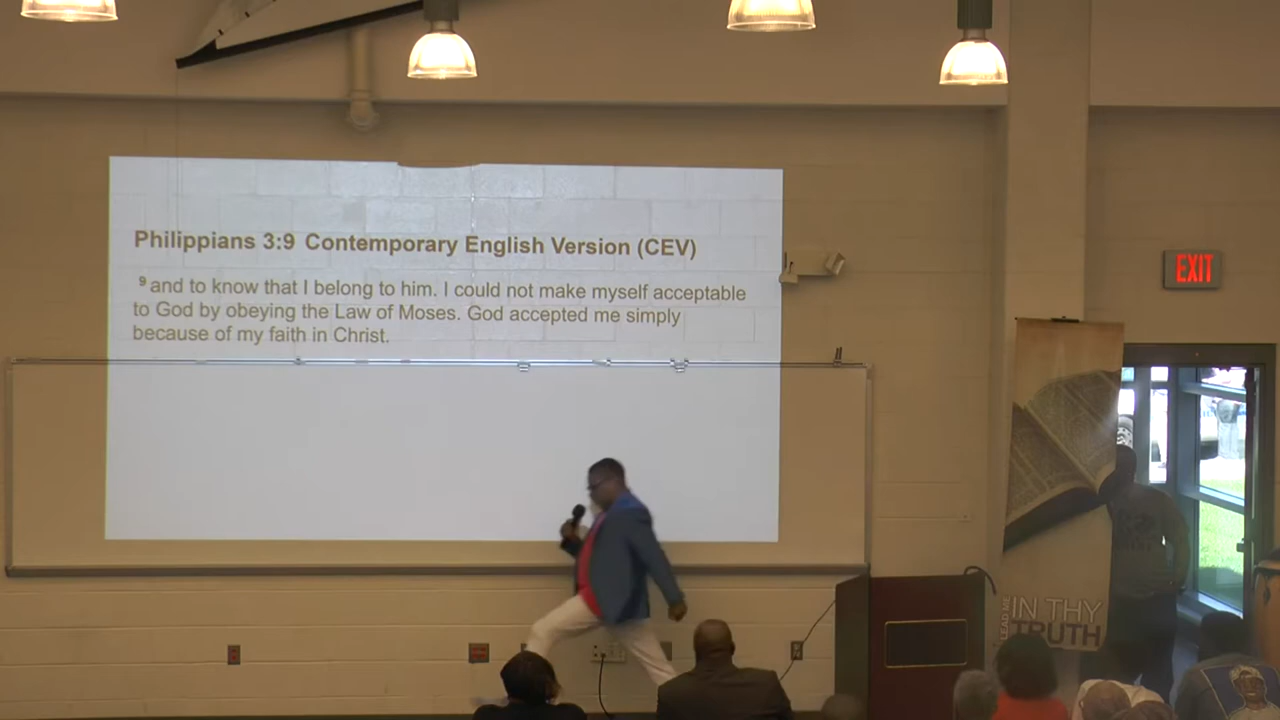 Philippians 3:9 Contemporary English Version (CEV)
9 and to know that I belong to him. I could not make myself acceptable
to God by obeying the Law of Moses. God accepted me simply
because of my faith in Christ.
EXIT
LEAD ME
IN THY
TRUTH